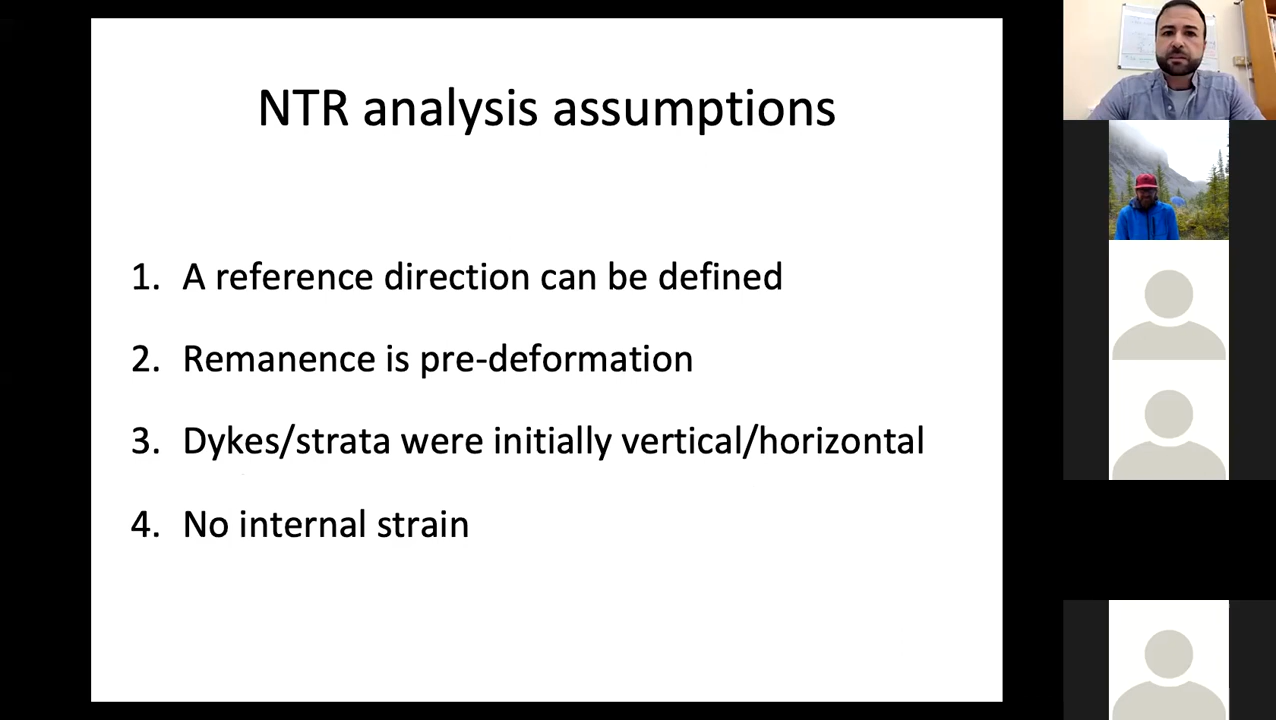 NTR analysis assumptions
1. A reference direction can be defined
2. Remanence is pre-deformation
3. Dykes/strata were initially vertical/horizontal
4. No internal strain